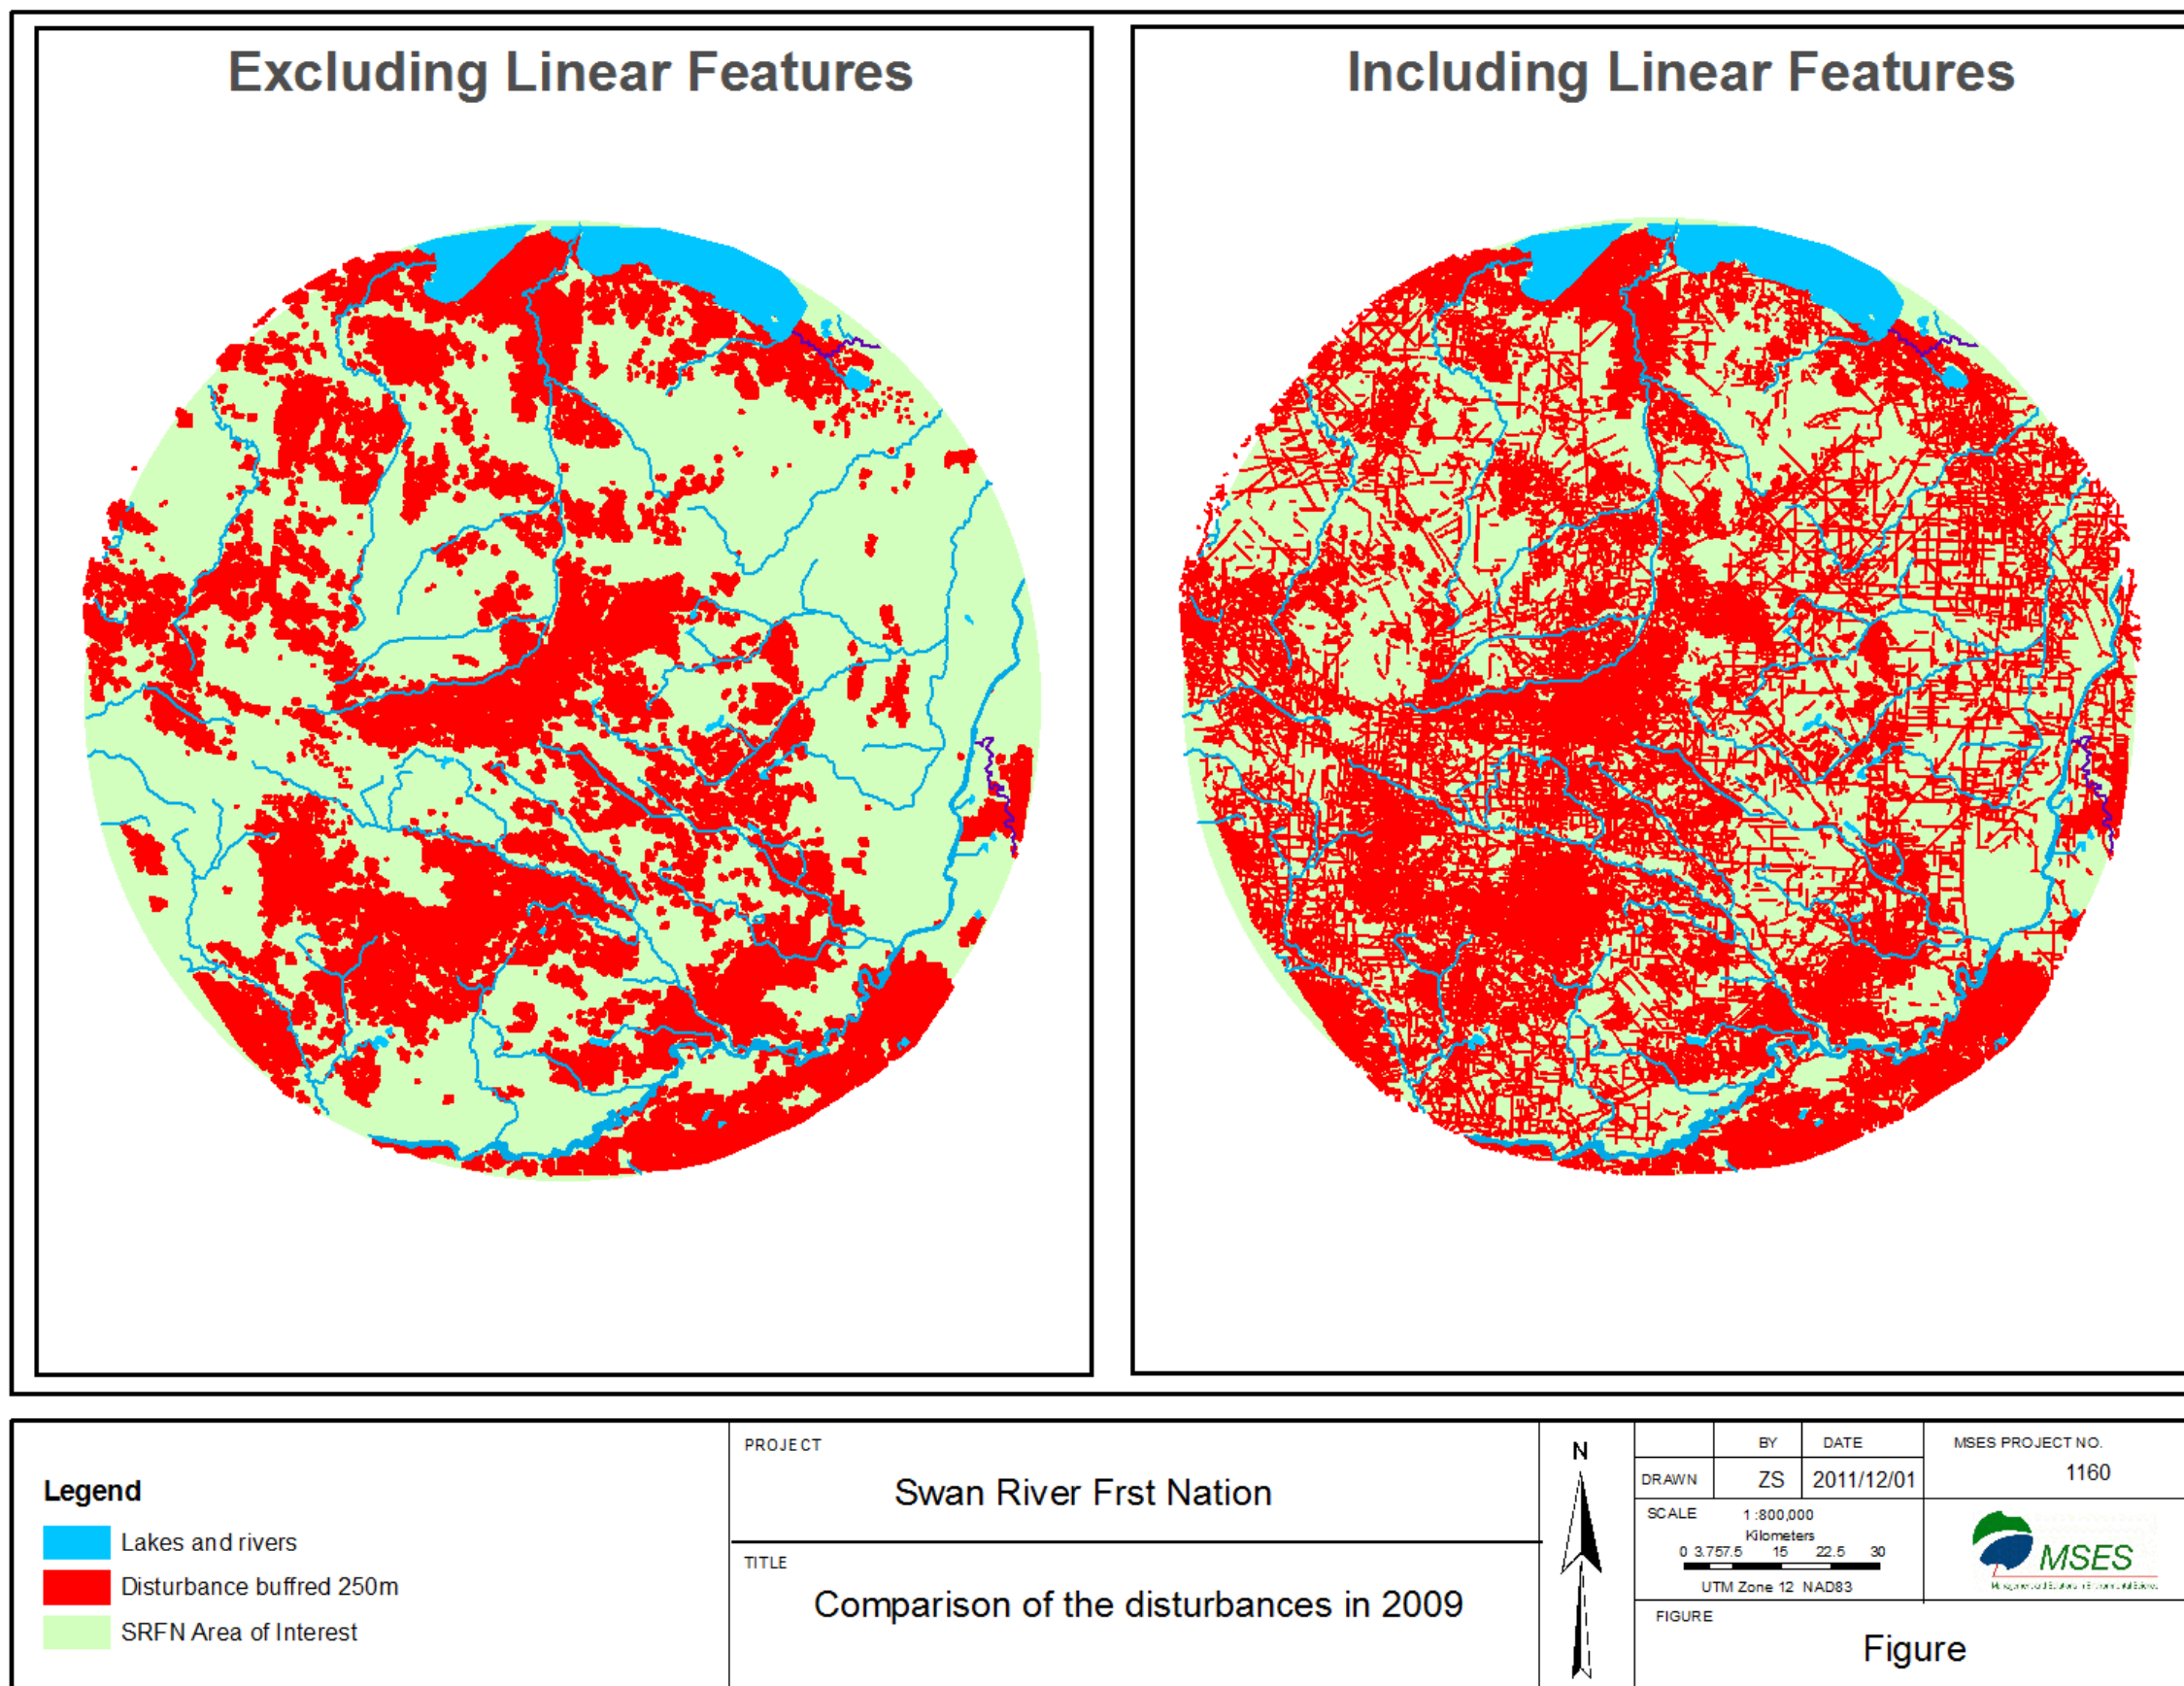 Excluding Linear Features
Including Linear Features
Legend
Lakes and rivers
Disturbance buffred 250m
SRFN Area of Interest
PROJECT
Swan River Frst Nation
TITLE
Comparison of the disturbances in 2009
N
BY DATE
DRAWN ZS 2011/12/01
SCALE 1:800,000
Kilometers
0 3.757.5 15 22.5 30
UTM Zone 12 NAD83
MSES PROJECT NO.
1160
MSES
FIGURE
Figure